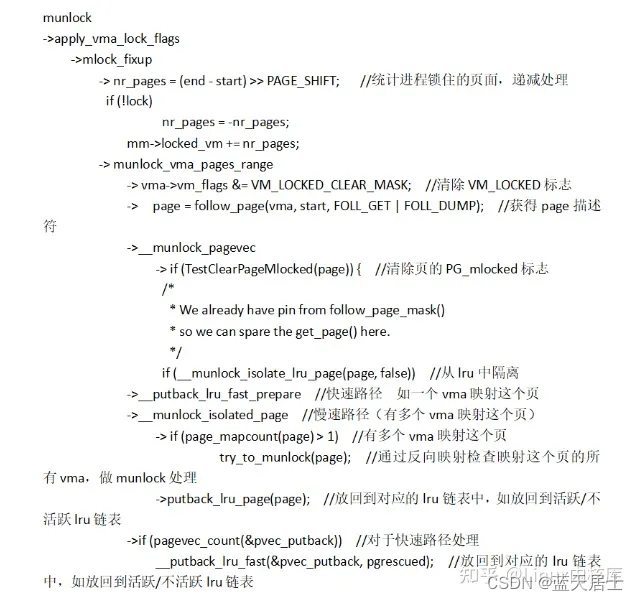 munlock
->apply_vma_lock_flags
->mlock_fixup
-> nr_pages = (end - start) >> PAGE_SHIFT; //统计进程锁住的页面，递减处理
if (!lock)
nr_pages = -nr_pages;
mm->locked_vm += nr_pages;
-> munlock_vma_pages_range
-> vma->vm_flags &= VM_LOCKED_CLEAR_MASK; //清除 VM_LOCKED 标志
-> page = follow_page(vma, start, FOLL_GET | FOLL_DUMP); //获得 page 描述
符
->__munlock_pagevec
-> if (TestClearPageMlocked(page)) { //清除页的 PG_mlocked 标志
/*
* We already have pin from follow_page_mask()
* so we can spare the get_page() here.
*/
if (__munlock_isolate_lru_page(page, false)) //从 lru 中隔离
->__putback_lru_fast_prepare //快速路径 如一个 vma 映射这个页
->__munlock_isolated_page //慢速路径（有多个 vma 映射这个页）
-> if (page_mapcount(page) > 1) //有多个 vma 映射这个页
try_to_munlock(page); //通过反向映射检查映射这个页的所
有 vma，做 munlock 处理
->putback_lru_page(page); //放回到对应的 lru 链表中，如放回到活跃/不
活跃 lru 链表
->if (pagevec_count(&pvec_putback)) //对于快速路径处理
__putback_lru_fast(&pvec_putback, pgrescued); //放回到对应的 lru 链表
中，如放回到活跃/不活跃 lru 链表
知乎 @Linux
CSDN @蓝天居士